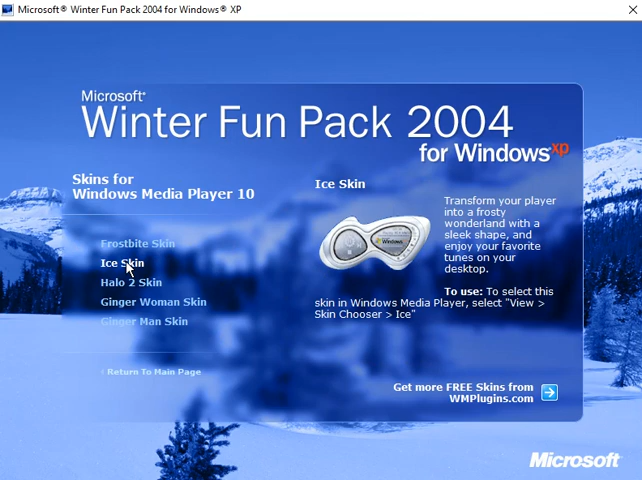 Microsoft® Winter Fun Pack 2004 for Windows® XP
Microsoft®
Winter Fun Pack 2004
for Windows xp
Skins for
Windows Media Player 10
Frostbite Skin
Ice Skin
Halo 2 Skin
Ginger Woman Skin
Ginger Man Skin
› Return To Main Page
Ice Skin
Transform your player
into a frosty
wonderland with a
sleek shape, and
enjoy your favorite
tunes on your
desktop.
To use: To select this
skin in Windows Media Player, select "View >
Skin Chooser > Ice"
Windows
Get more FREE Skins from
WMPlugins.com
Microsoft